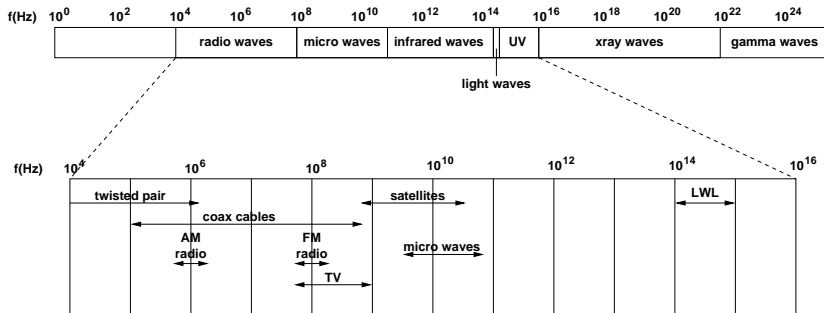 f(Hz) 10^0 10^2 10^4 10^6 10^8 10^10 10^12 10^14 10^16 10^18 10^20 10^22 10^24
radio waves micro waves infrared waves UV xray waves gamma waves
light waves
f(Hz) 10^4 10^6 10^8 10^10 10^12 10^14 10^16
twisted pair satellites LWL
coax cables
AM FM
radio radio micro waves
TV